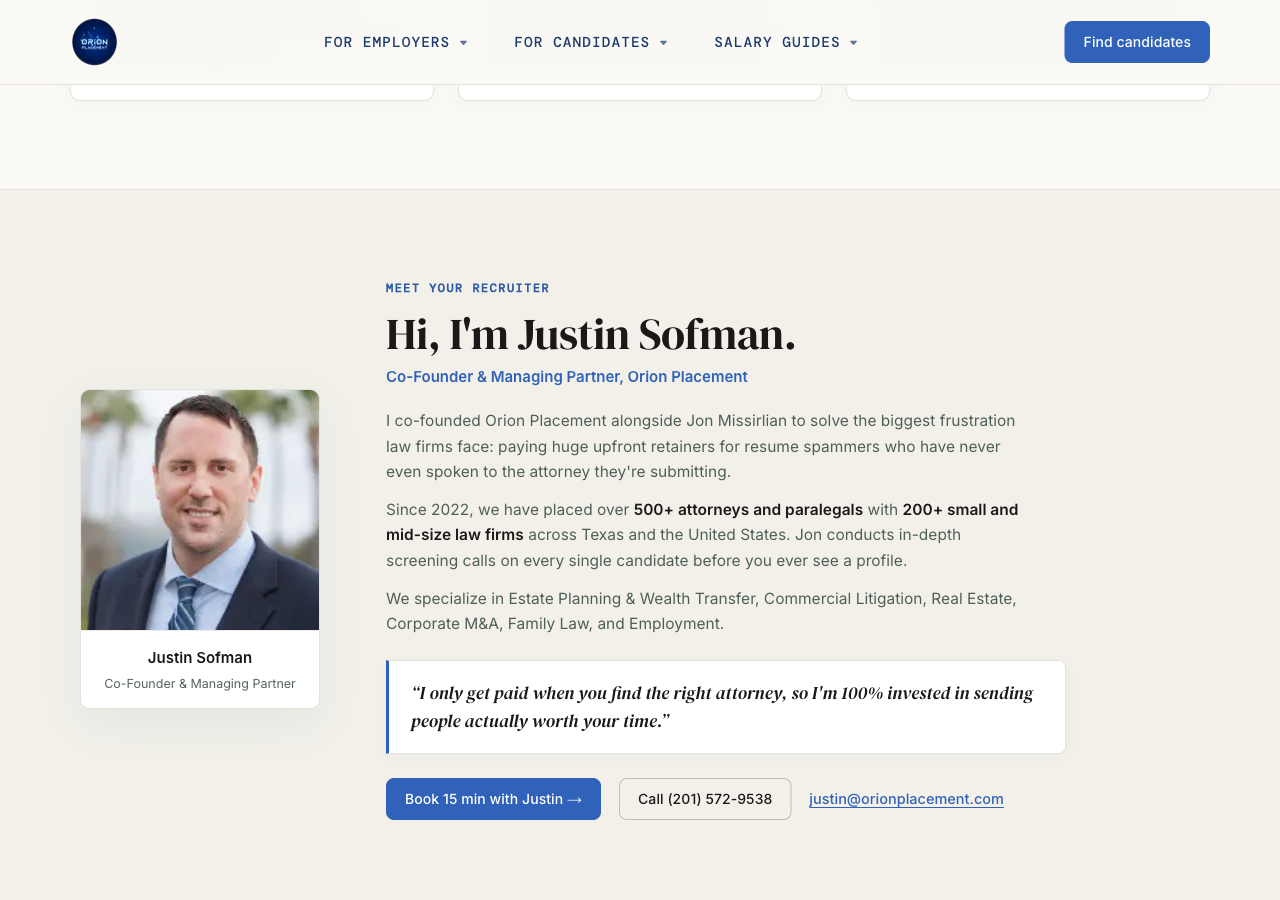 ORION
PLACEMENT
FOR EMPLOYERS
FOR CANDIDATES
SALARY GUIDES
Find candidates
MEET YOUR RECRUITER
Hi, I'm Justin Sofman.
Co-Founder & Managing Partner, Orion Placement
I co-founded Orion Placement alongside Jon Missirlian to solve the biggest frustration
law firms face: paying huge upfront retainers for resume spammers who have never
even spoken to the attorney they're submitting.
Since 2022, we have placed over 500+ attorneys and paralegals with 200+ small and
mid-size law firms across Texas and the United States. Jon conducts in-depth
screening calls on every single candidate before you ever see a profile.
We specialize in Estate Planning & Wealth Transfer, Commercial Litigation, Real Estate,
Corporate M&A, Family Law, and Employment.
Justin Sofman
Co-Founder & Managing Partner
“I only get paid when you find the right attorney, so I'm 100% invested in sending
people actually worth your time.”
Book 15 min with Justin →
Call (201) 572-9538
justin@orionplacement.com